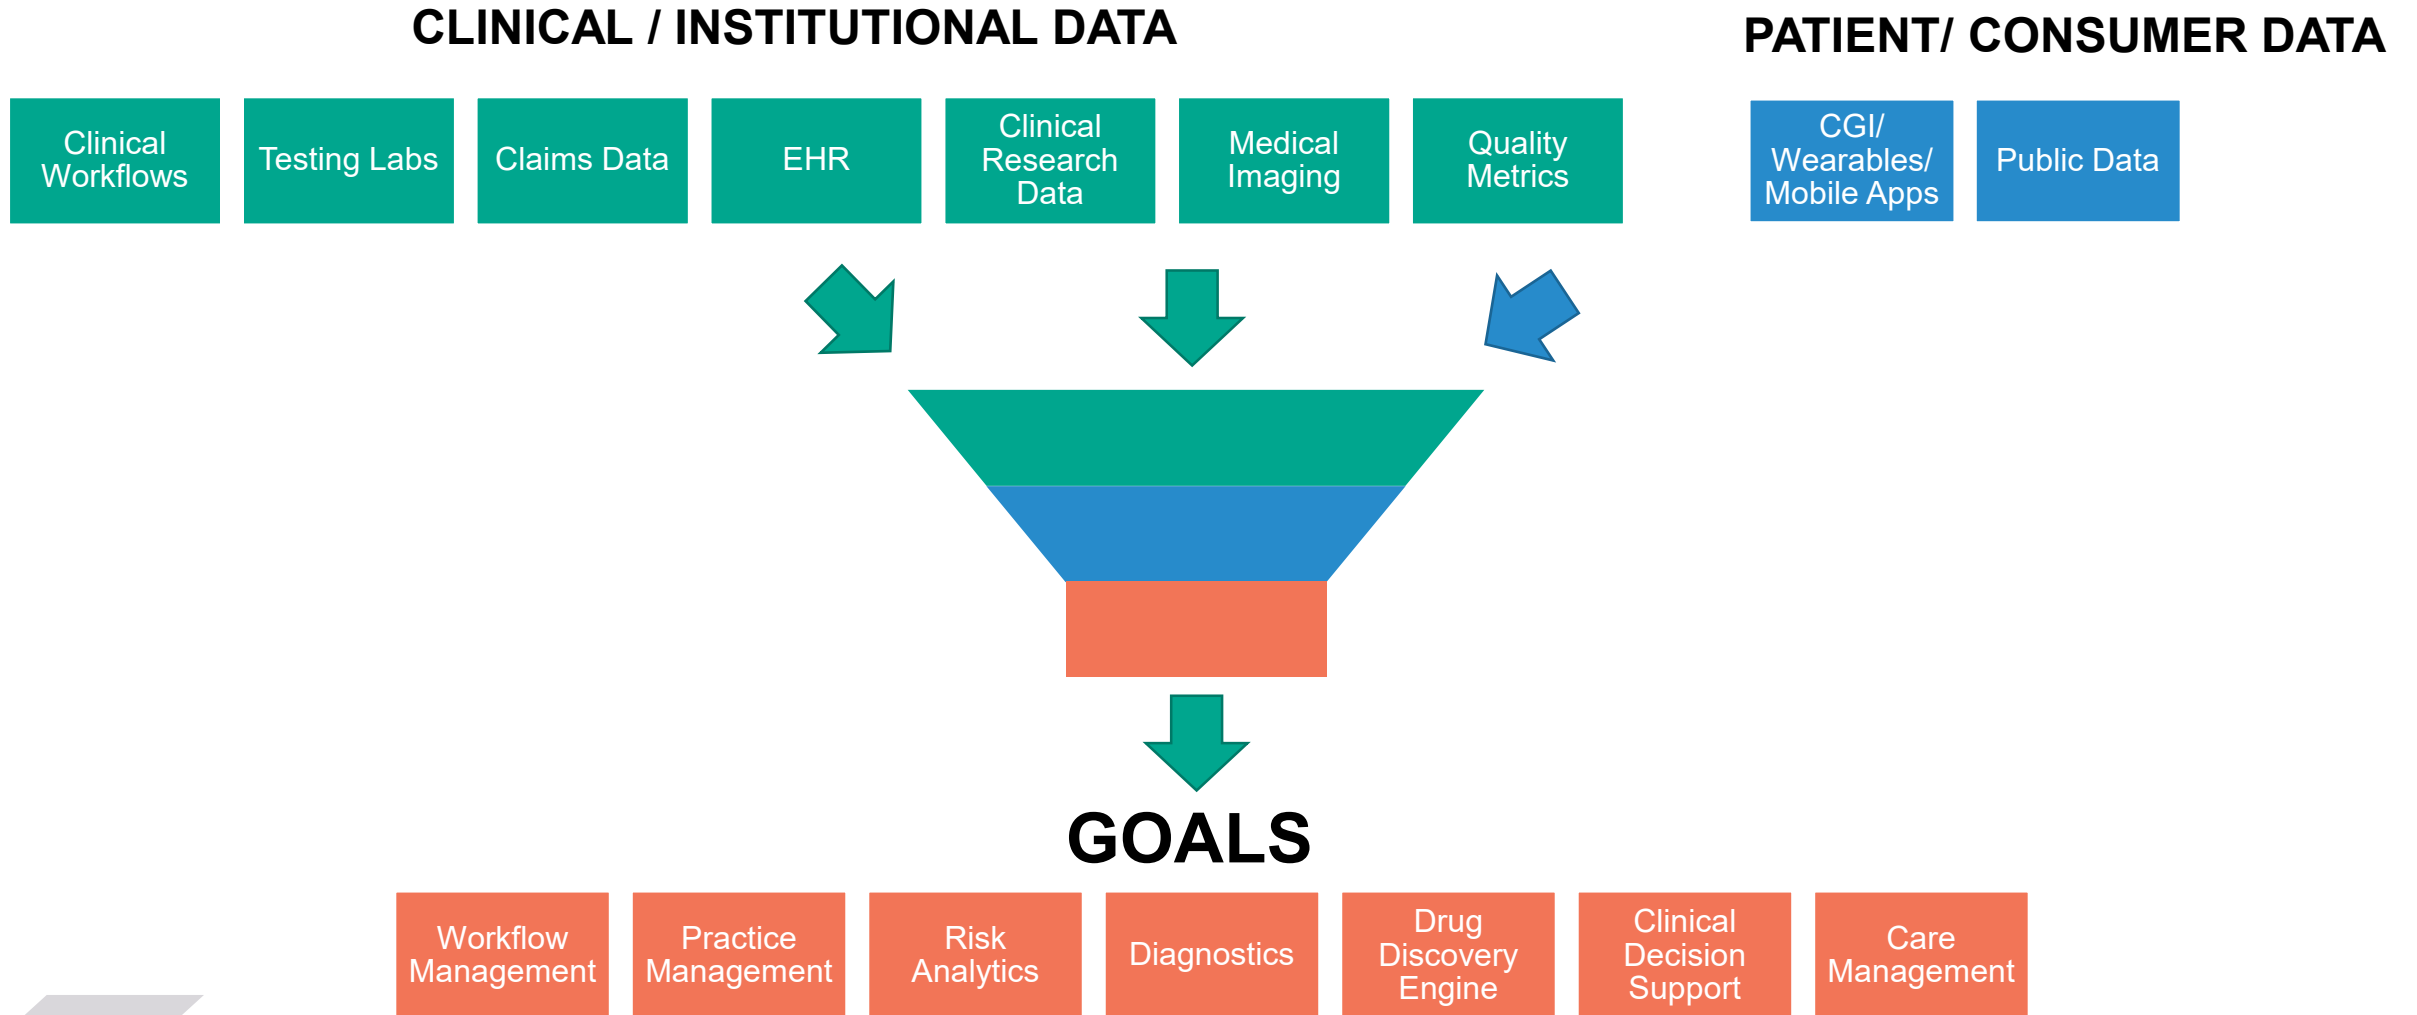 CLINICAL / INSTITUTIONAL DATA
PATIENT/ CONSUMER DATA
Clinical
Workflows
Testing Labs
Claims Data
EHR
Clinical
Research
Data
Medical
Imaging
Quality
Metrics
CGI/
Wearables/
Mobile Apps
Public Data
GOALS
Workflow
Management
Practice
Management
Risk
Analytics
Diagnostics
Drug
Discovery
Engine
Clinical
Decision
Support
Care
Management